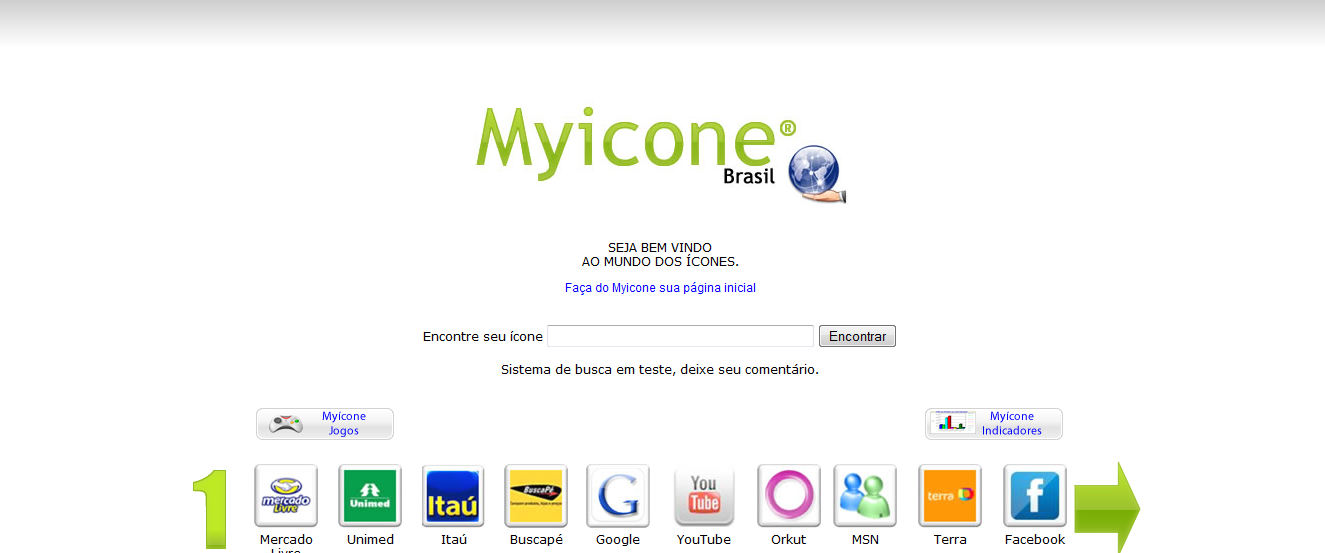 Myicone®
Brasil
SEJA BEM VINDO
AO MUNDO DOS ÍCONES.
Faça do Myicone sua página inicial
Encontre seu ícone Encontrar
Sistema de busca em teste, deixe seu comentário.
Myícone
Jogos
Myícone
Indicadores
1
mercado
livre
Unimed
Itaú
BuscaPé
G
You
Tube
terra
f
Mercado
Livre
Unimed
Itaú
Buscapé
Google
YouTube
Orkut
MSN
Terra
Facebook